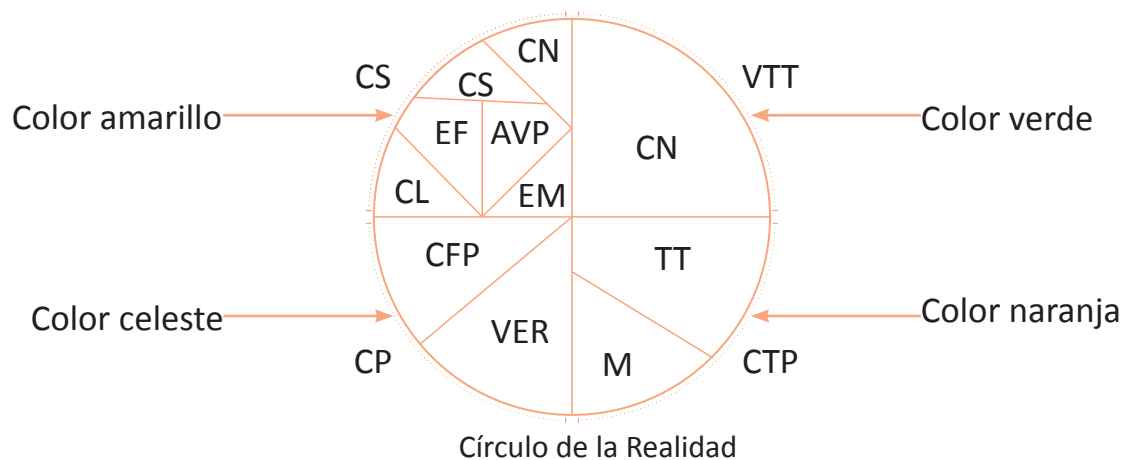 CN
CS
VTT
CS
Color amarillo
Color verde
EF
AVP
CN
CL
EM
CFP
TT
Color celeste
Color naranja
VER
CP
M
CTP
Círculo de la Realidad